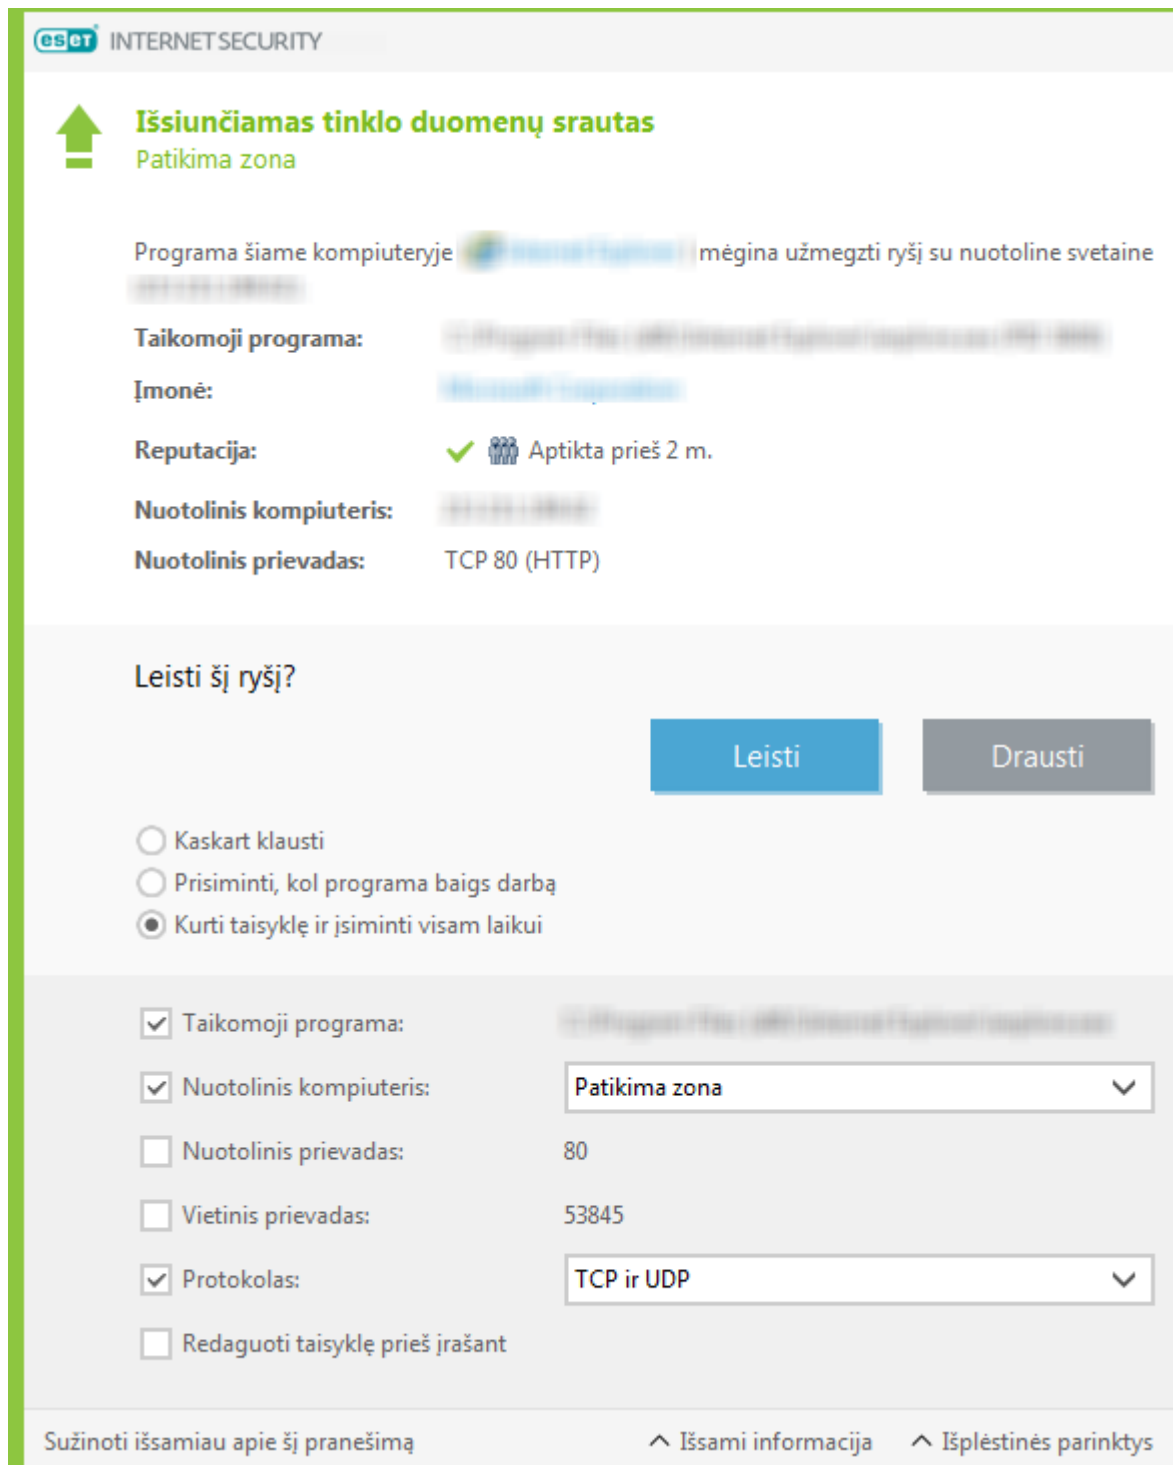 eset INTERNET SECURITY
Išsiunčiamas tinklo duomenų srautas
Patikima zona
Programa šiame kompiuteryje mėgina užmegzti ryšį su nuotoline svetaine
Taikomoji programa:
Įmonė:
Reputacija: Aptikta prieš 2 m.
Nuotolinis kompiuteris:
Nuotolinis prievadas: TCP 80 (HTTP)
Leisti šį ryšį?
Leisti Drausti
Kaskart klausti
Prisiminti, kol programa baigs darbą
Kurti taisyklę ir įsiminti visam laikui
Taikomoji programa:
Nuotolinis kompiuteris: Patikima zona
Nuotolinis prievadas: 80
Vietinis prievadas: 53845
Protokolas: TCP ir UDP
Redaguoti taisyklę prieš įrašant
Sužinoti išsamiau apie šį pranešimą Išsami informacija Išplėstinės parinktys